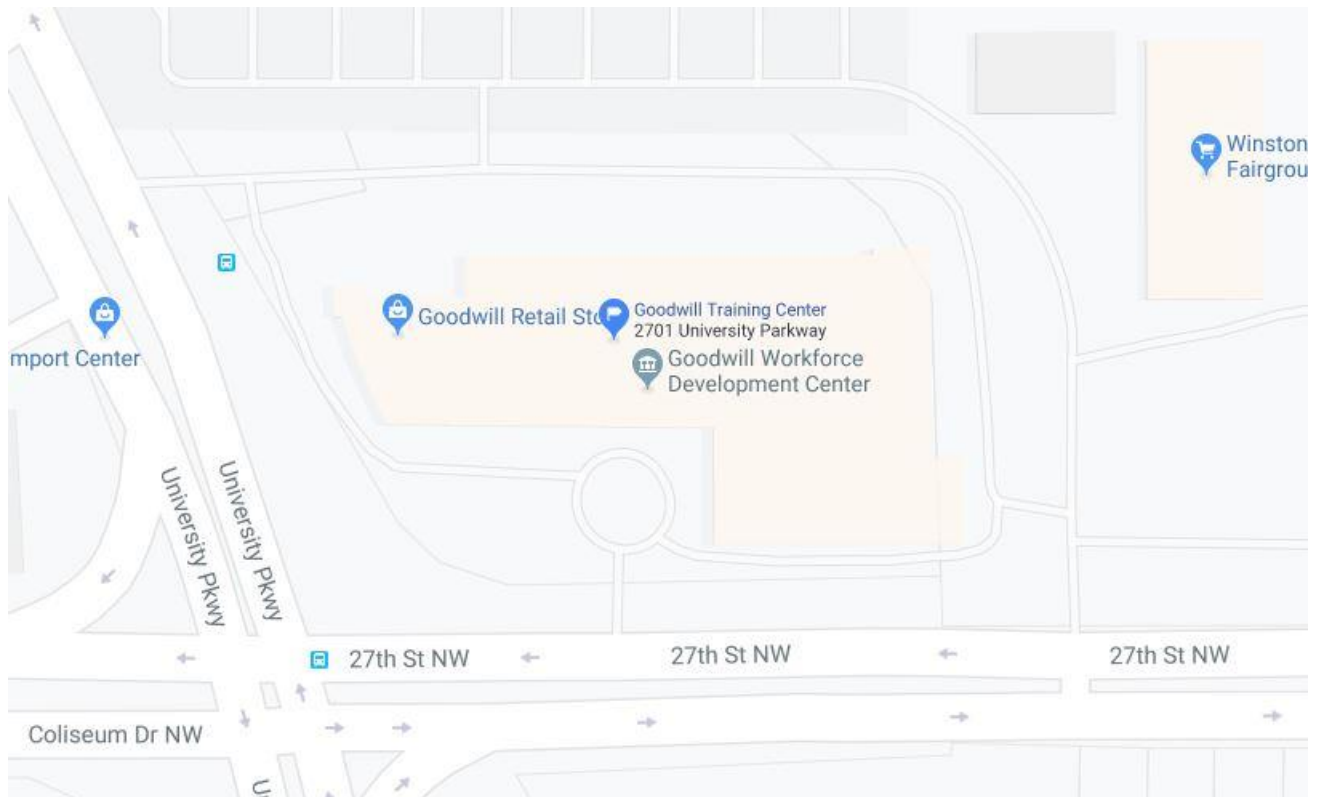 Winston
Fairgrou
Goodwill Retail Sto
Goodwill Training Center
2701 University Parkway
mport Center
Goodwill Workforce
Development Center
University Pkwy
University Pkwy
27th St NW
27th St NW
27th St NW
Coliseum Dr NW
U